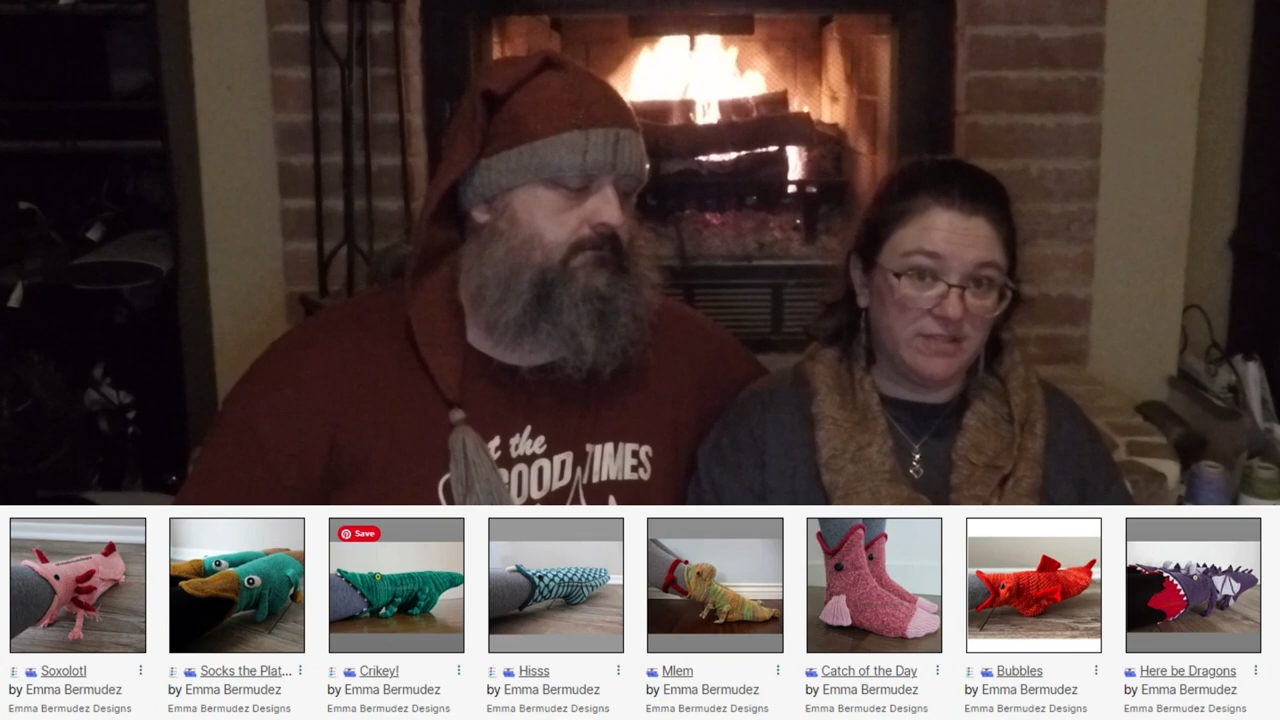 t the
GOOD TIMES
Save
Soxolotl
by Emma Bermudez
Emma Bermudez Designs
Socks the Plat...
by Emma Bermudez
Emma Bermudez Designs
Crikey!
by Emma Bermudez
Emma Bermudez Designs
Hisss
by Emma Bermudez
Emma Bermudez Designs
Mlem
by Emma Bermudez
Emma Bermudez Designs
Catch of the Day
by Emma Bermudez
Emma Bermudez Designs
Bubbles
by Emma Bermudez
Emma Bermudez Designs
Here be Dragons
by Emma Bermudez
Emma Bermudez Designs